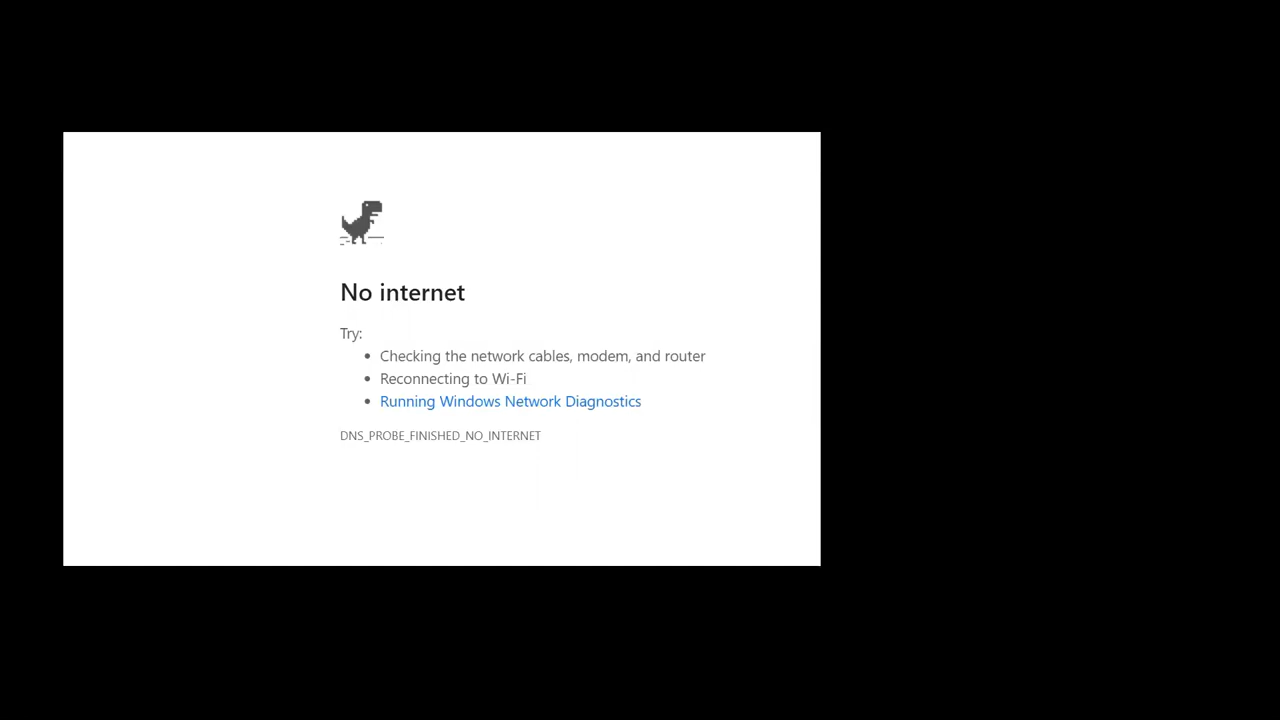 No internet
Try:
• Checking the network cables, modem, and router
• Reconnecting to Wi-Fi
• Running Windows Network Diagnostics
DNS_PROBE_FINISHED_NO_INTERNET